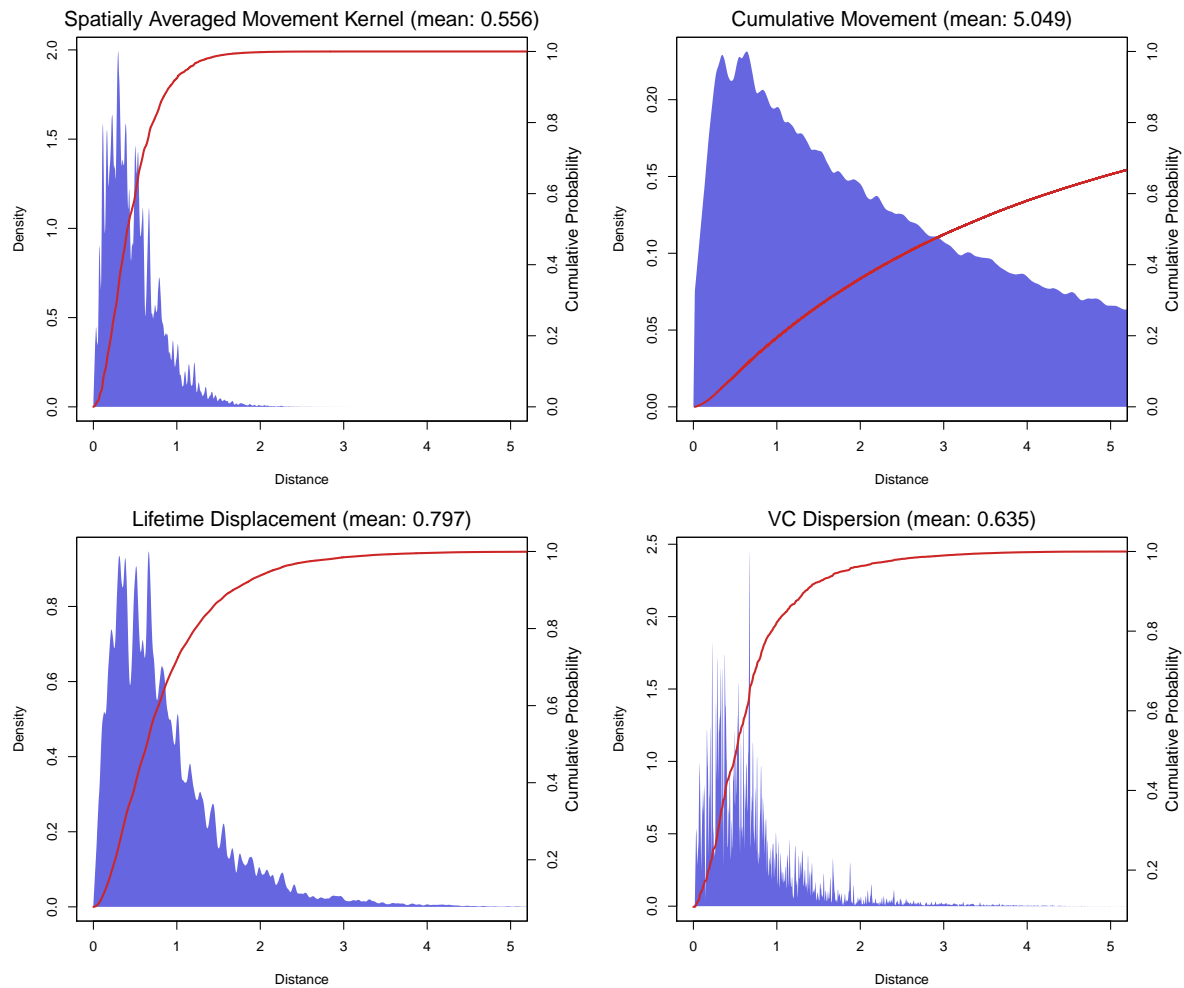 Spatially Averaged Movement Kernel (mean: 0.556)
2.0
1.5
1.0
0.5
0.0
Density
1.0
0.8
0.6
0.4
0.2
0.0
Cumulative Probability
0 1 2 3 4 5
Distance
Cumulative Movement (mean: 5.049)
0.20
0.15
0.10
0.05
0.00
Density
1.0
0.8
0.6
0.4
0.2
0.0
Cumulative Probability
0 1 2 3 4 5
Distance
Lifetime Displacement (mean: 0.797)
0.8
0.6
0.4
0.2
0.0
Density
1.0
0.8
0.6
0.4
0.2
Cumulative Probability
0 1 2 3 4 5
Distance
VC Dispersion (mean: 0.635)
2.5
2.0
1.5
1.0
0.5
0.0
Density
1.0
0.8
0.6
0.4
0.2
Cumulative Probability
0 1 2 3 4 5
Distance